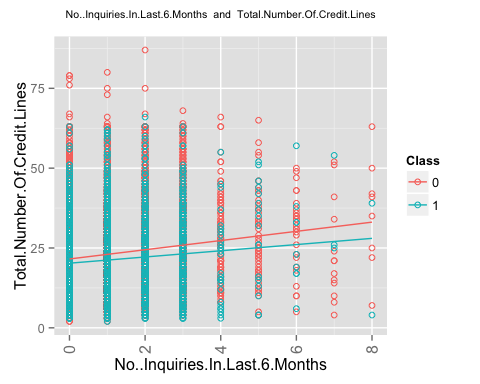 No..Inquiries.In.Last.6.Months and Total.Number.Of.Credit.Lines
75
50
25
0
Total.Number.Of.Credit.Lines
0
2
4
6
8
No..Inquiries.In.Last.6.Months
Class
0
1